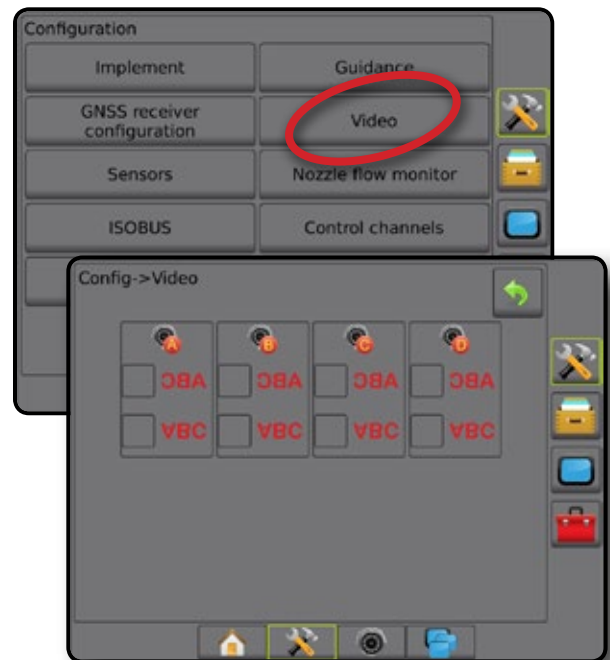 Configuration
Implement
Guidance
GNSS receiver
configuration
Video
Sensors
Nozzle flow monitor
ISOBUS
Control channels
Config->Video
A B C D
ABC ABC ABC ABC
ABC ABC ABC ABC